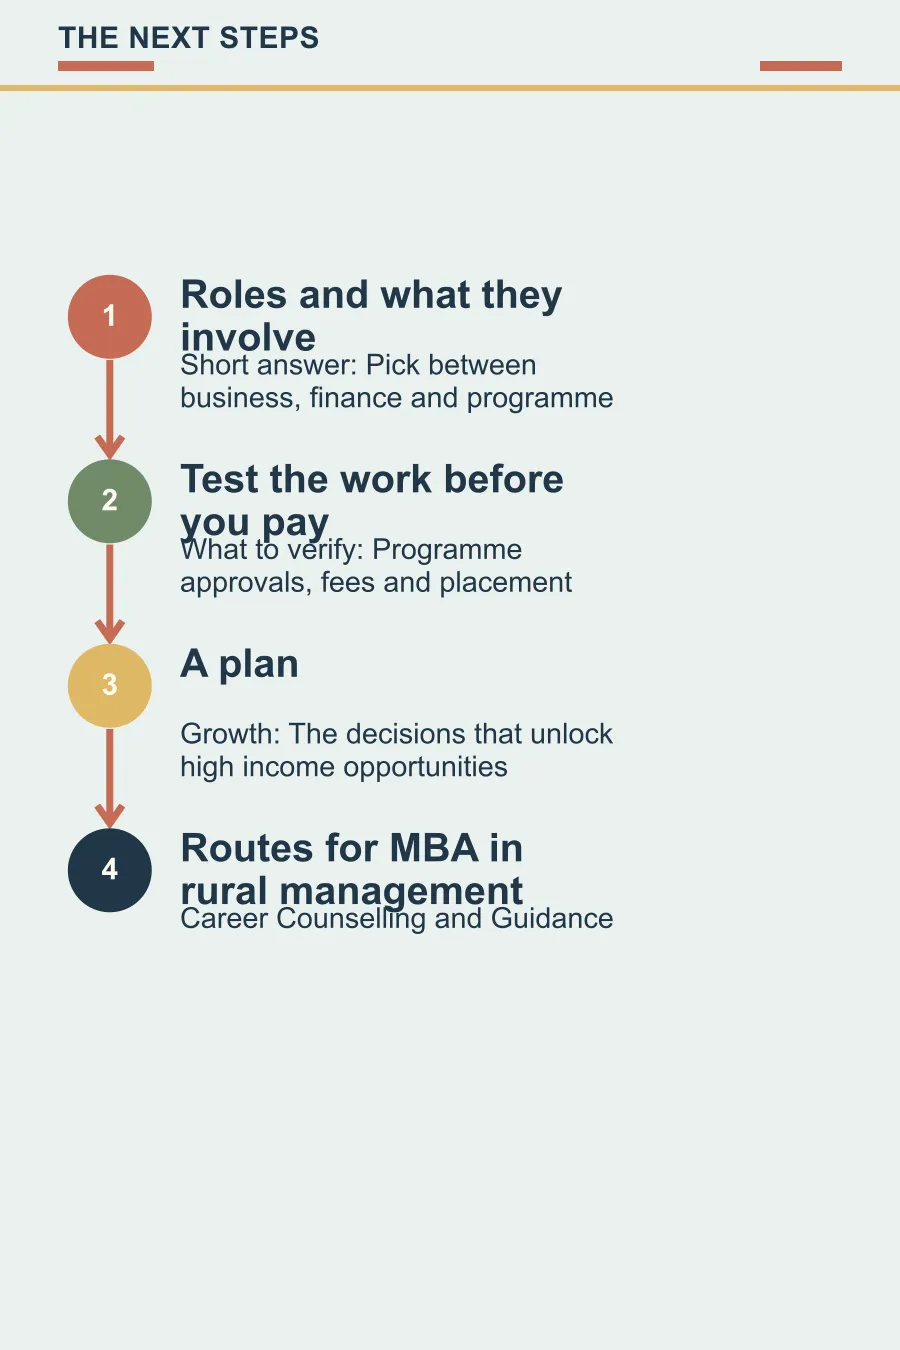 THE NEXT STEPS
1
Roles and what they
involve
Short answer: Pick between
business, finance and programme
2
Test the work before
you pay
What to verify: Programme
approvals, fees and placement
3
A plan
Growth: The decisions that unlock
high income opportunities
4
Routes for MBA in
rural management
Career Counselling and Guidance